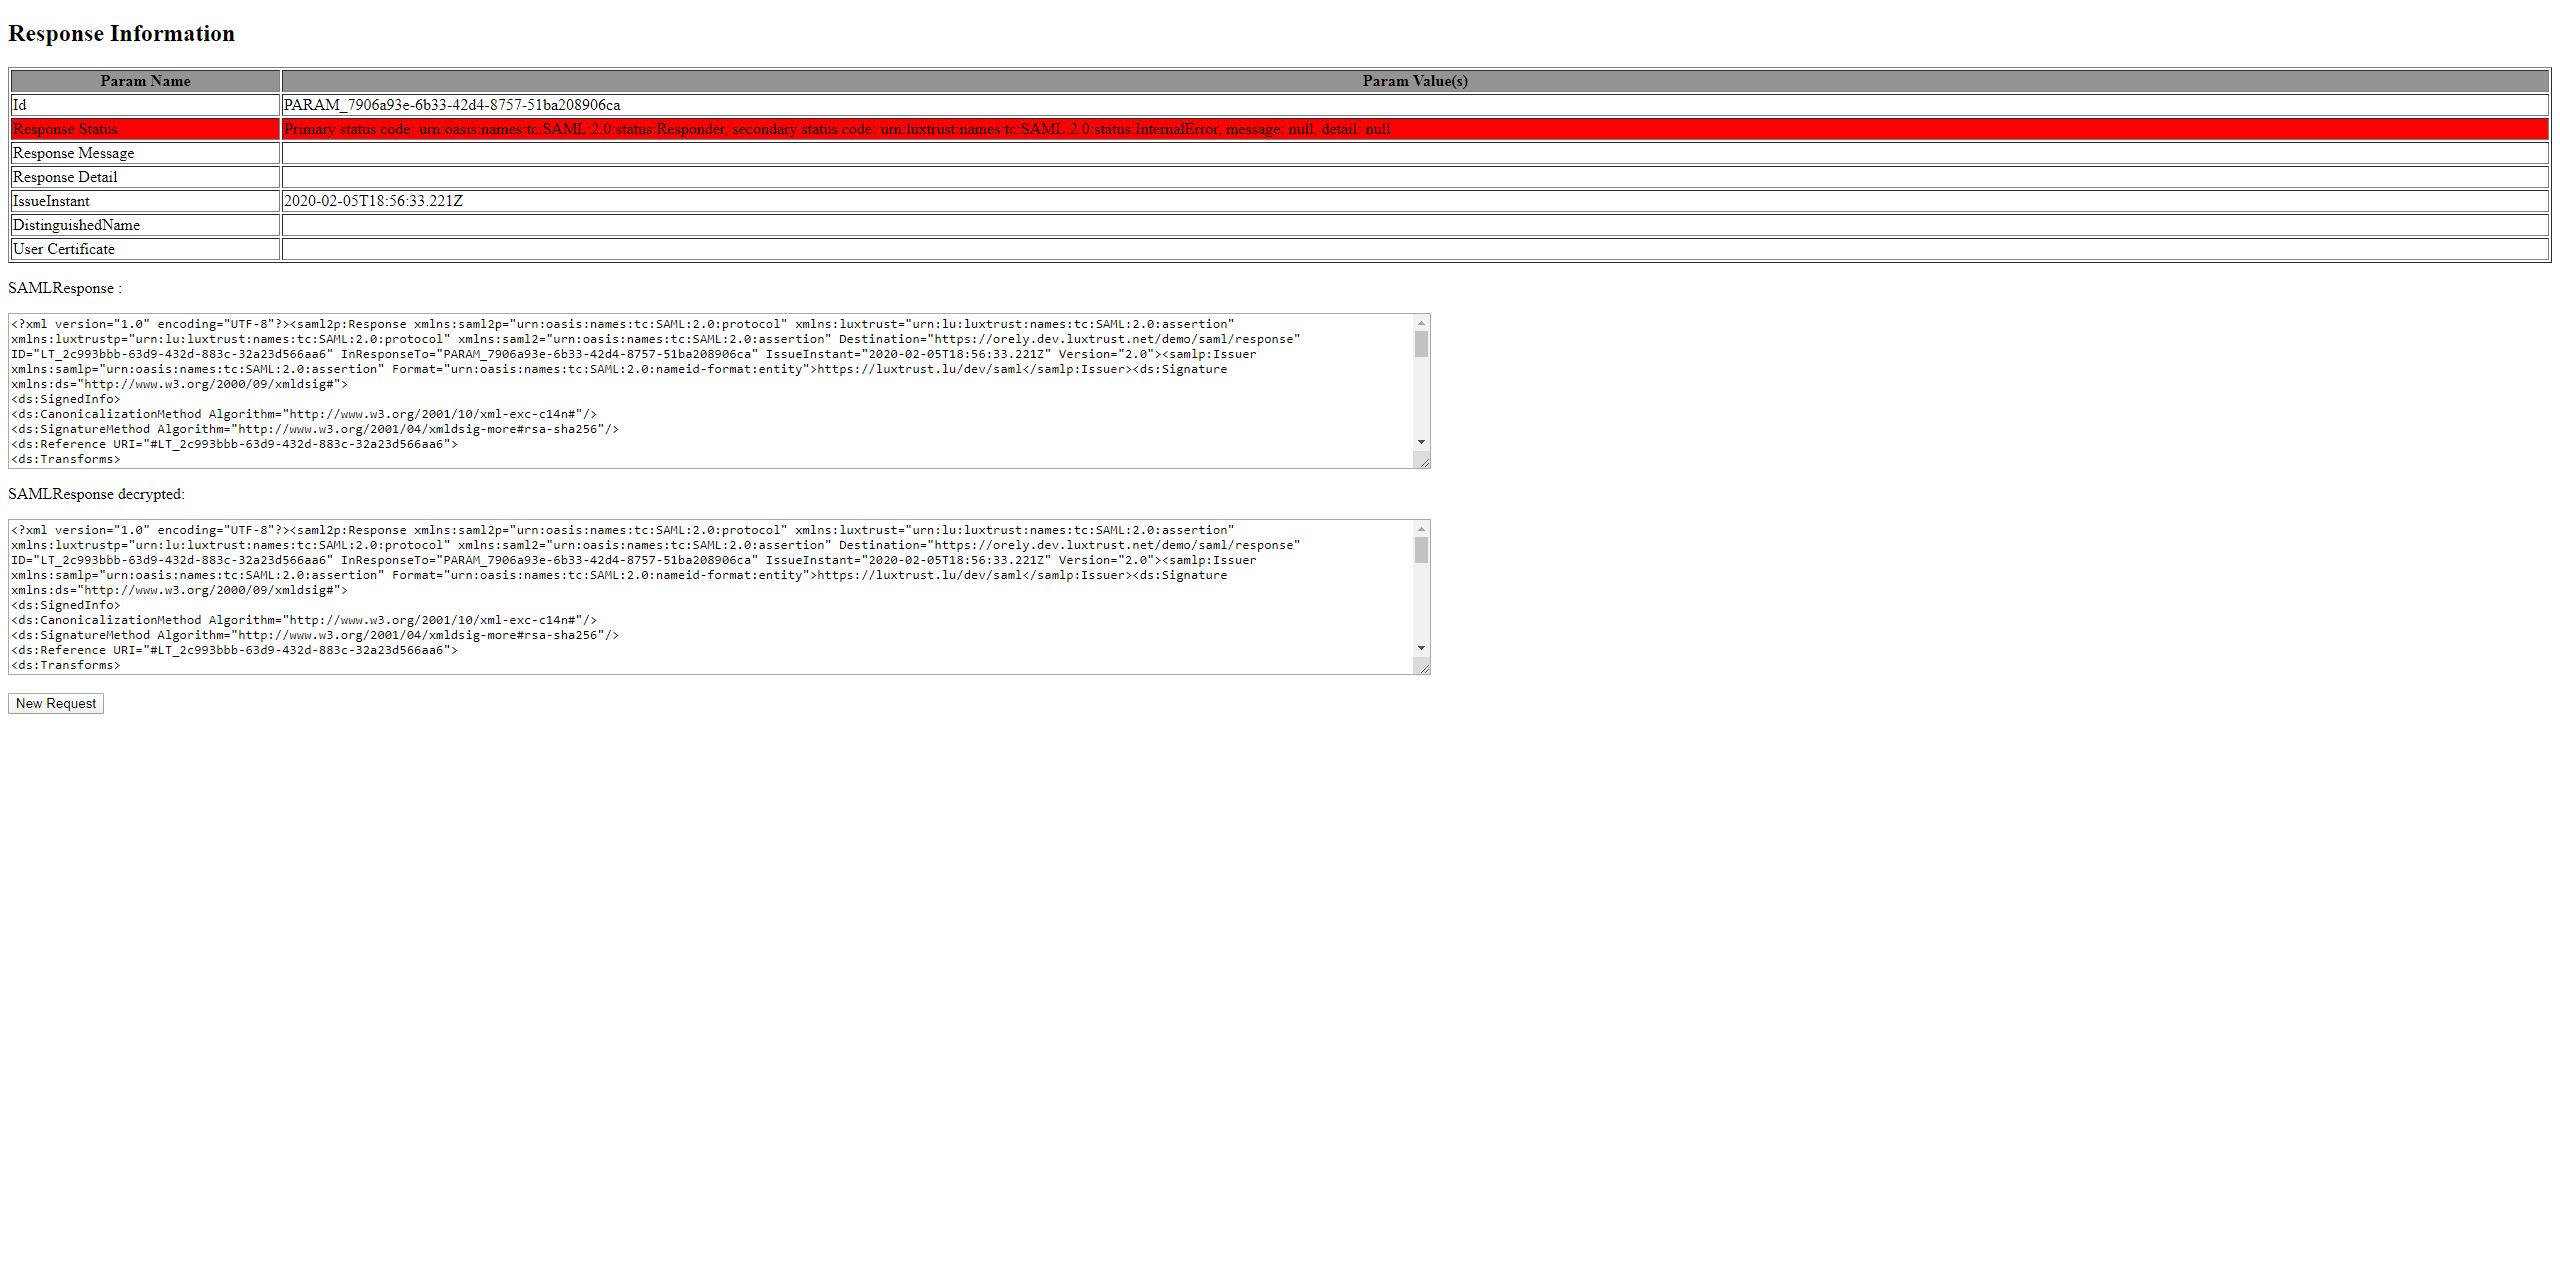 Response Information
Param Name Param Value(s)
Id PARAM_7906a93e-6b33-42d4-8757-51ba208906ca
Response Status Primary status code: urn:oasis:names:tc:SAML:2.0:status:Responder, secondary status code: urn:luxtrust:names:tc:SAML:2.0:status:InternalError, message: null, detail: null
Response Message
Response Detail
IssueInstant 2020-02-05T18:56:33.221Z
DistinguishedName
User Certificate
SAMLResponse :
<?xml version="1.0" encoding="UTF-8"?><saml2p:Response xmlns:saml2p="urn:oasis:names:tc:SAML:2.0:protocol" xmlns:luxtrust="urn:lu:luxtrust:names:tc:SAML:2.0:assertion"
xmlns:luxtrustp="urn:lu:luxtrust:names:tc:SAML:2.0:protocol" xmlns:saml2="urn:oasis:names:tc:SAML:2.0:assertion" Destination="https://orely.dev.luxtrust.net/demo/saml/response"
ID="LT_2c993bbb-63d9-432d-883c-32a23d566aa6" InResponseTo="PARAM_7906a93e-6b33-42d4-8757-51ba208906ca" IssueInstant="2020-02-05T18:56:33.221Z" Version="2.0"><samlp:Issuer
xmlns:samlp="urn:oasis:names:tc:SAML:2.0:assertion" Format="urn:oasis:names:tc:SAML:2.0:nameid-format:entity">https://luxtrust.lu/dev/saml</samlp:Issuer><ds:Signature
xmlns:ds="http://www.w3.org/2000/09/xmldsig#">
<ds:SignedInfo>
<ds:CanonicalizationMethod Algorithm="http://www.w3.org/2001/10/xml-exc-c14n#"/>
<ds:SignatureMethod Algorithm="http://www.w3.org/2001/04/xmldsig-more#rsa-sha256"/>
<ds:Reference URI="#LT_2c993bbb-63d9-432d-883c-32a23d566aa6">
<ds:Transforms>
SAMLResponse decrypted:
<?xml version="1.0" encoding="UTF-8"?><saml2p:Response xmlns:saml2p="urn:oasis:names:tc:SAML:2.0:protocol" xmlns:luxtrust="urn:lu:luxtrust:names:tc:SAML:2.0:assertion"
xmlns:luxtrustp="urn:lu:luxtrust:names:tc:SAML:2.0:protocol" xmlns:saml2="urn:oasis:names:tc:SAML:2.0:assertion" Destination="https://orely.dev.luxtrust.net/demo/saml/response"
ID="LT_2c993bbb-63d9-432d-883c-32a23d566aa6" InResponseTo="PARAM_7906a93e-6b33-42d4-8757-51ba208906ca" IssueInstant="2020-02-05T18:56:33.221Z" Version="2.0"><samlp:Issuer
xmlns:samlp="urn:oasis:names:tc:SAML:2.0:assertion" Format="urn:oasis:names:tc:SAML:2.0:nameid-format:entity">https://luxtrust.lu/dev/saml</samlp:Issuer><ds:Signature
xmlns:ds="http://www.w3.org/2000/09/xmldsig#">
<ds:SignedInfo>
<ds:CanonicalizationMethod Algorithm="http://www.w3.org/2001/10/xml-exc-c14n#"/>
<ds:SignatureMethod Algorithm="http://www.w3.org/2001/04/xmldsig-more#rsa-sha256"/>
<ds:Reference URI="#LT_2c993bbb-63d9-432d-883c-32a23d566aa6">
<ds:Transforms>
New Request